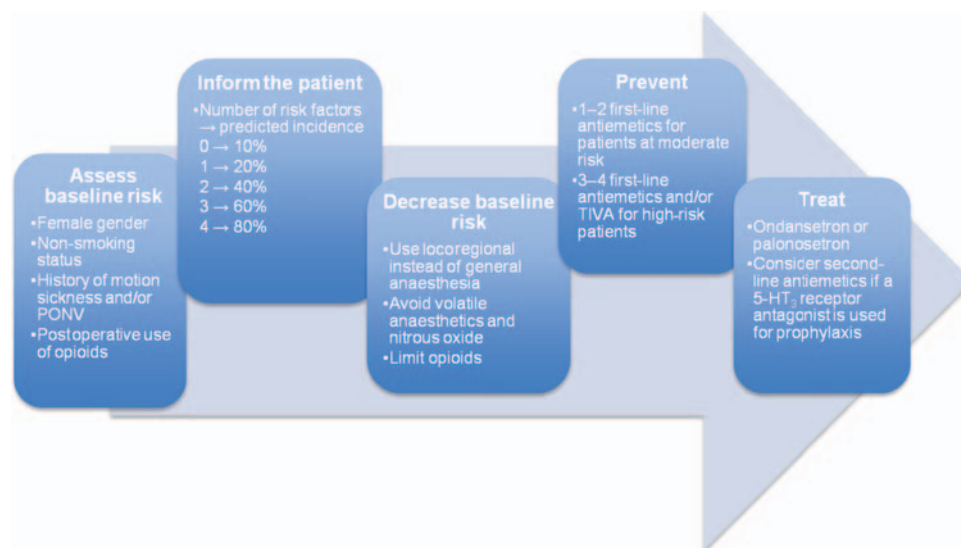 Assess
baseline risk
•Female gender
•Non-smoking
status
•History of motion
sickness and/or
PONV
•Postoperative use
of opioids
Inform the patient
•Number of risk factors
→ predicted incidence
0 → 10%
1 → 20%
2 → 40%
3 → 60%
4 → 80%
Decrease baseline
risk
•Use locoregional
instead of general
anaesthesia
•Avoid volatile
anaesthetics and
nitrous oxide
•Limit opioids
Prevent
•1–2 first-line
antiemetics for
patients at moderate
risk
•3–4 first-line
antiemetics and/or
TIVA for high-risk
patients
Treat
•Ondansetron or
palonosetron
•Consider second-
line antiemetics if a
5-HT₃ receptor
antagonist is used
for prophylaxis